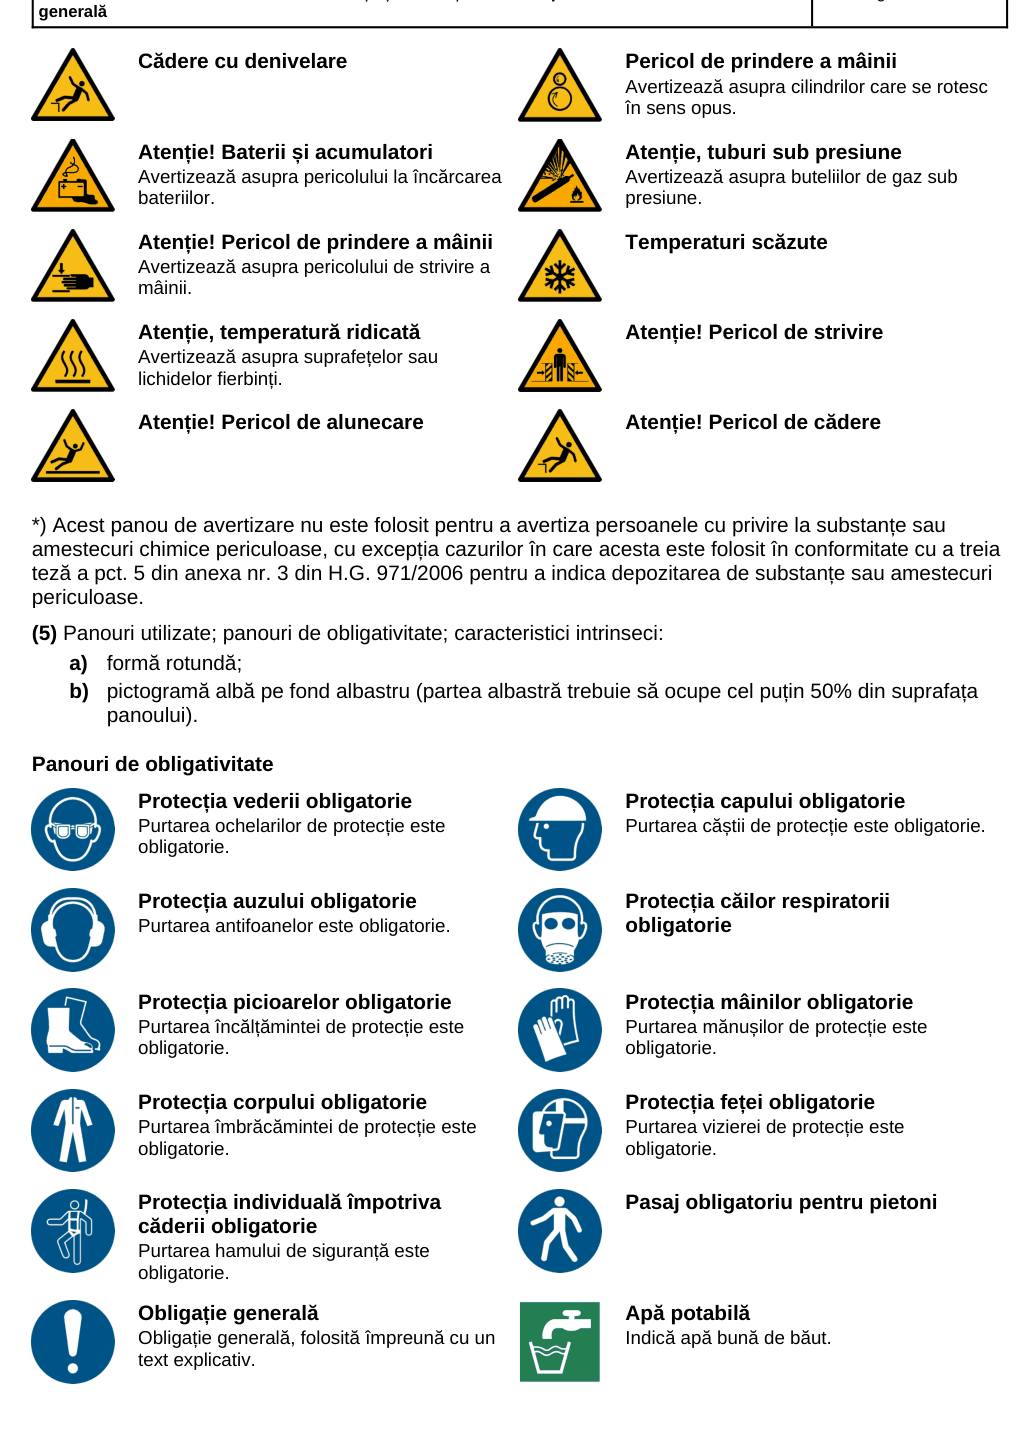 generală
Cădere cu denivelare
Pericol de prindere a mâinii
Avertizează asupra cilindrilor care se rotesc
în sens opus.
Atenție! Baterii și acumulatori
Avertizează asupra pericolului la încărcarea
bateriilor.
Atenție, tuburi sub presiune
Avertizează asupra buteliilor de gaz sub
presiune.
Atenție! Pericol de prindere a mâinii
Avertizează asupra pericolului de strivire a
mâinii.
Temperaturi scăzute
Atenție, temperatură ridicată
Avertizează asupra suprafețelor sau
lichidelor fierbinți.
Atenție! Pericol de strivire
Atenție! Pericol de alunecare
Atenție! Pericol de cădere
*) Acest panou de avertizare nu este folosit pentru a avertiza persoanele cu privire la substanțe sau
amestecuri chimice periculoase, cu excepția cazurilor în care acesta este folosit în conformitate cu a treia
teză a pct. 5 din anexa nr. 3 din H.G. 971/2006 pentru a indica depozitarea de substanțe sau amestecuri
periculoase.
(5) Panouri utilizate; panouri de obligativitate; caracteristici intrinseci:
a) formă rotundă;
b) pictogramă albă pe fond albastru (partea albastră trebuie să ocupe cel puțin 50% din suprafața
panoului).
Panouri de obligativitate
Protecția vederii obligatorie
Purtarea ochelarilor de protecție este
obligatorie.
Protecția capului obligatorie
Purtarea căștii de protecție este obligatorie.
Protecția auzului obligatorie
Purtarea antifoanelor este obligatorie.
Protecția căilor respiratorii
obligatorie
Protecția picioarelor obligatorie
Purtarea încălțămintei de protecție este
obligatorie.
Protecția mâinilor obligatorie
Purtarea mănușilor de protecție este
obligatorie.
Protecția corpului obligatorie
Purtarea îmbrăcămintei de protecție este
obligatorie.
Protecția feței obligatorie
Purtarea vizierei de protecție este
obligatorie.
Protecția individuală împotriva
căderii obligatorie
Purtarea hamului de siguranță este
obligatorie.
Pasaj obligatoriu pentru pietoni
Obligație generală
Obligație generală, folosită împreună cu un
text explicativ.
Apă potabilă
Indică apă bună de băut.